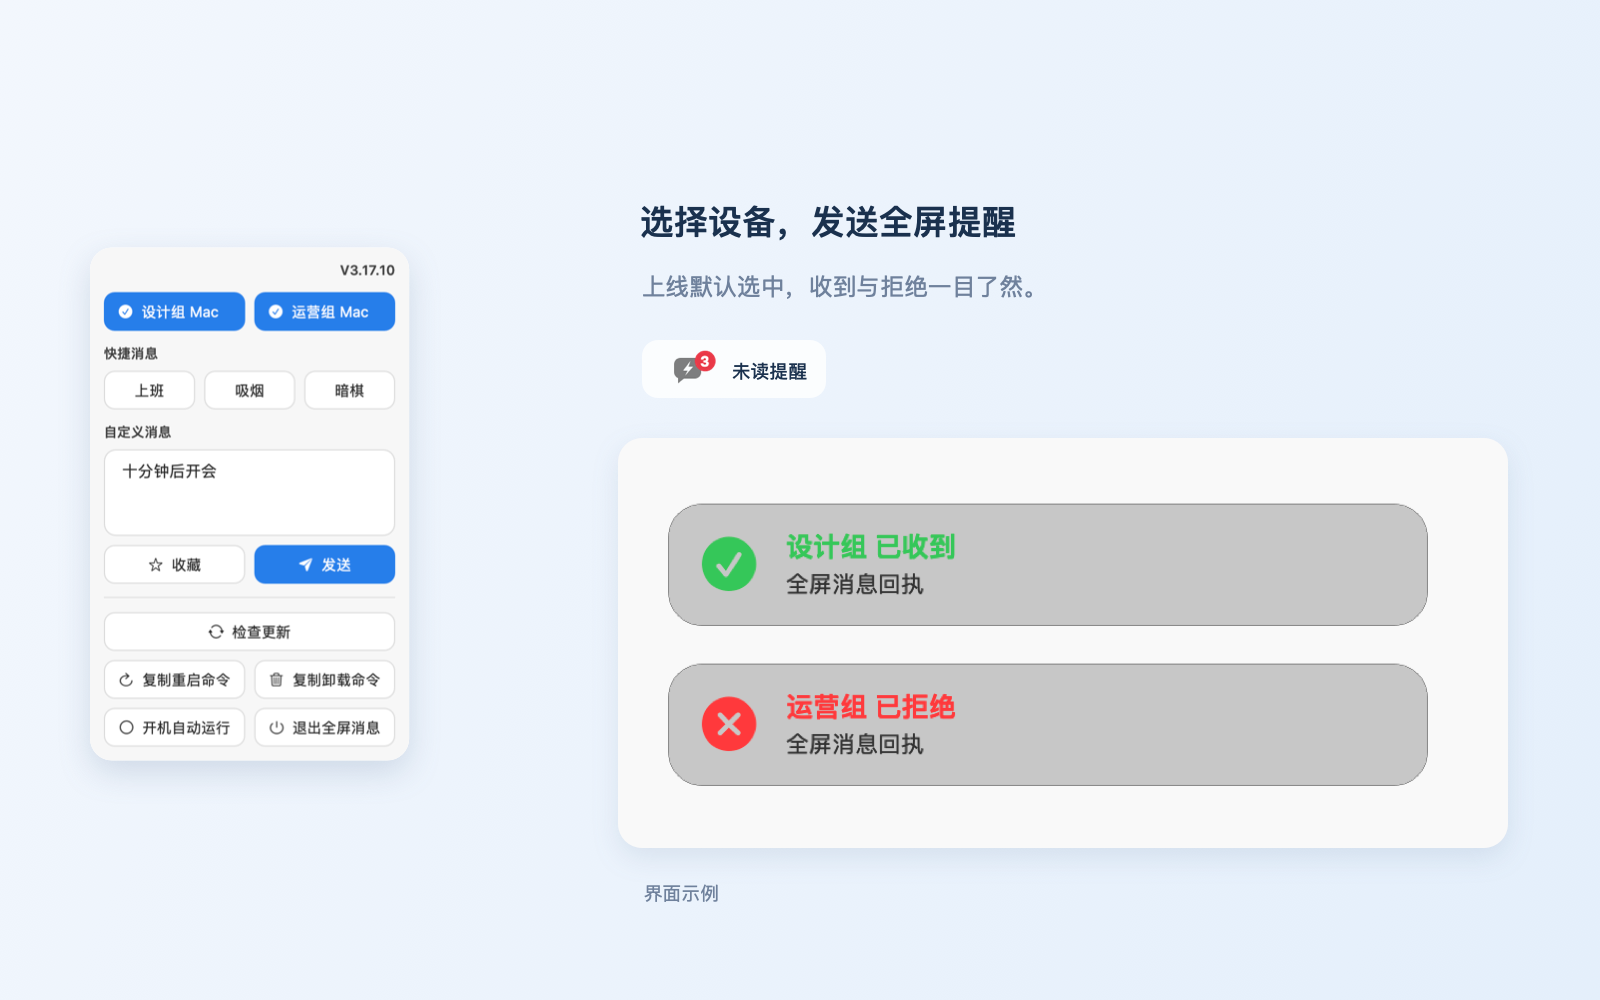 V3.17.10
设计组 Mac
运营组 Mac
快捷消息
上班
吸烟
暗棋
自定义消息
十分钟后开会
收藏
发送
检查更新
复制重启命令
复制卸载命令
开机自动运行
退出全屏消息
选择设备，发送全屏提醒
上线默认选中，收到与拒绝一目了然。
3
未读提醒
设计组 已收到
全屏消息回执
运营组 已拒绝
全屏消息回执
界面示例